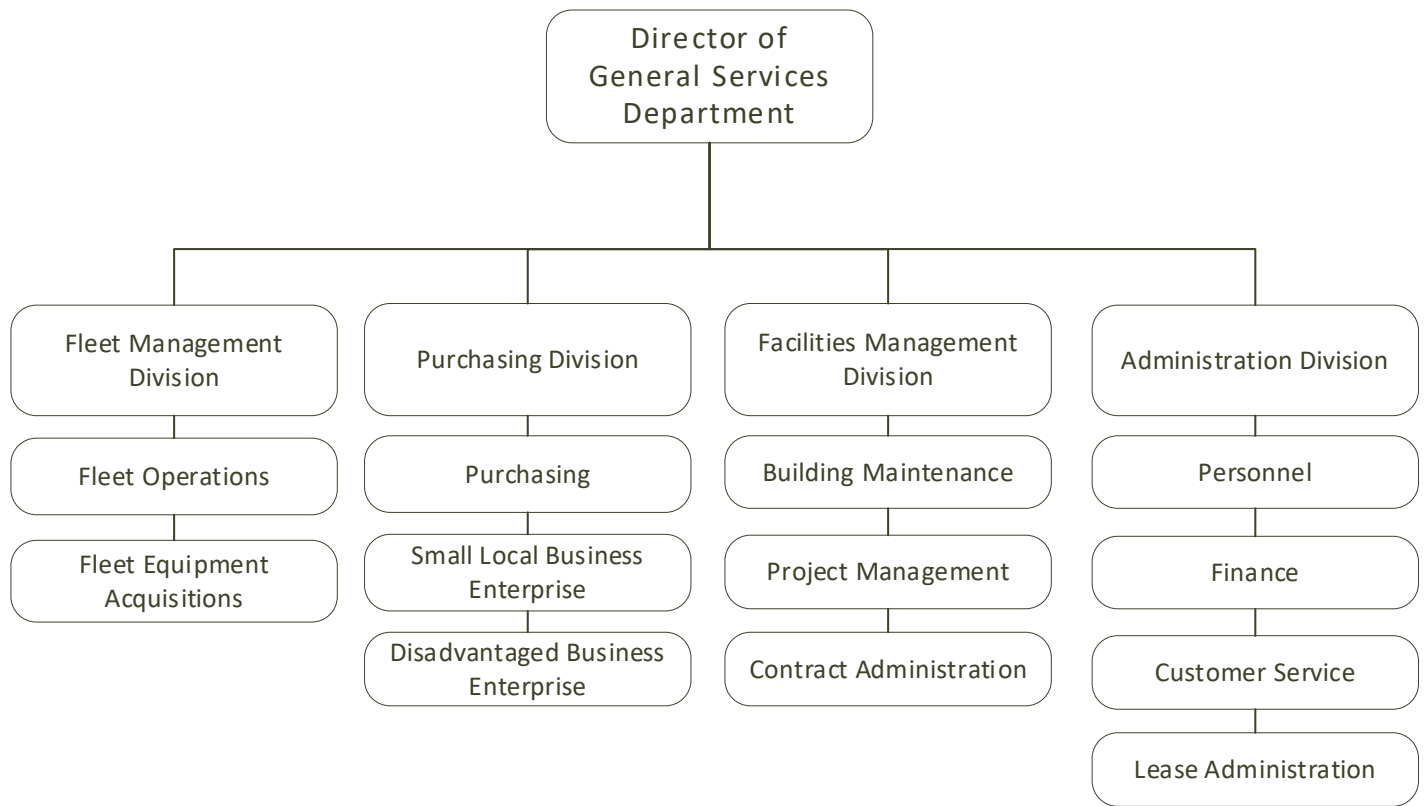 Director of
General Services
Department
Fleet Management
Division
Fleet Operations
Fleet Equipment
Acquisitions
Purchasing Division
Purchasing
Small Local Business
Enterprise
Disadvantaged Business
Enterprise
Facilities Management
Division
Building Maintenance
Project Management
Contract Administration
Administration Division
Personnel
Finance
Customer Service
Lease Administration